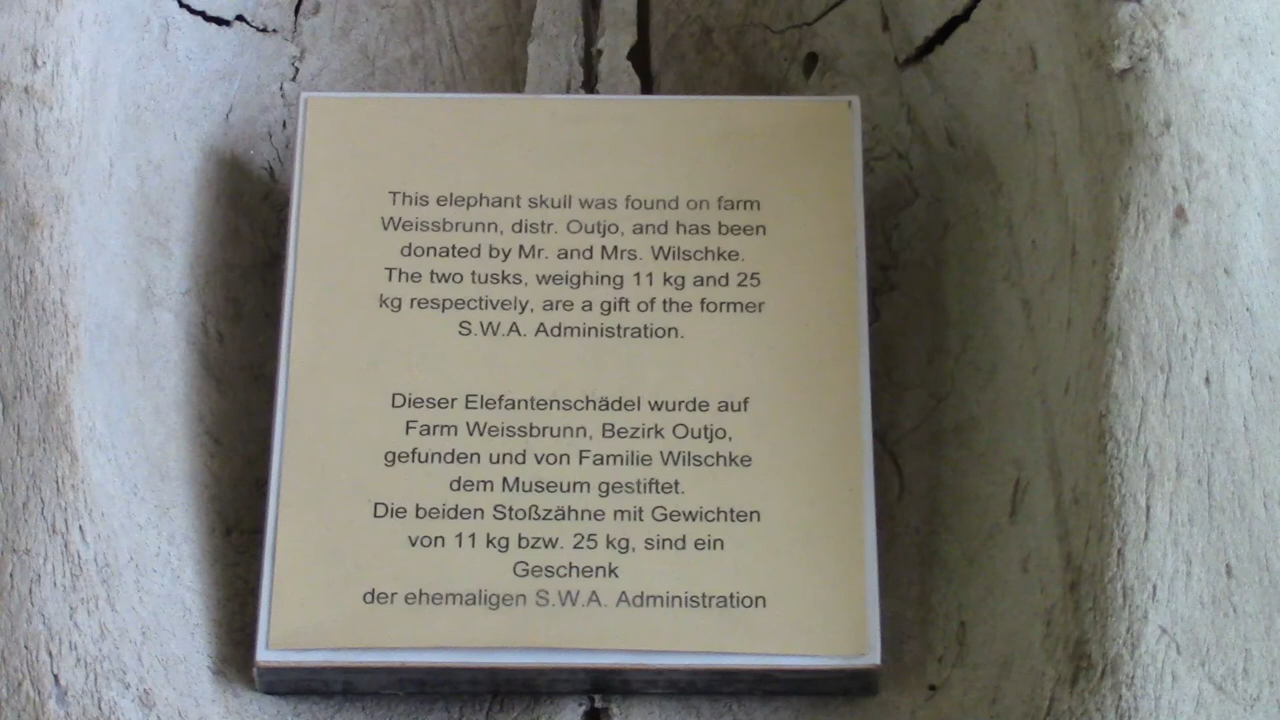 This elephant skull was found on farm
Weissbrunn, distr. Outjo, and has been
donated by Mr. and Mrs. Wilschke.
The two tusks, weighing 11 kg and 25
kg respectively, are a gift of the former
S.W.A. Administration.
Dieser Elefantenschädel wurde auf
Farm Weissbrunn, Bezirk Outjo,
gefunden und von Familie Wilschke
dem Museum gestiftet.
Die beiden Stoßzähne mit Gewichten
von 11 kg bzw. 25 kg, sind ein
Geschenk
der ehemaligen S.W.A. Administration